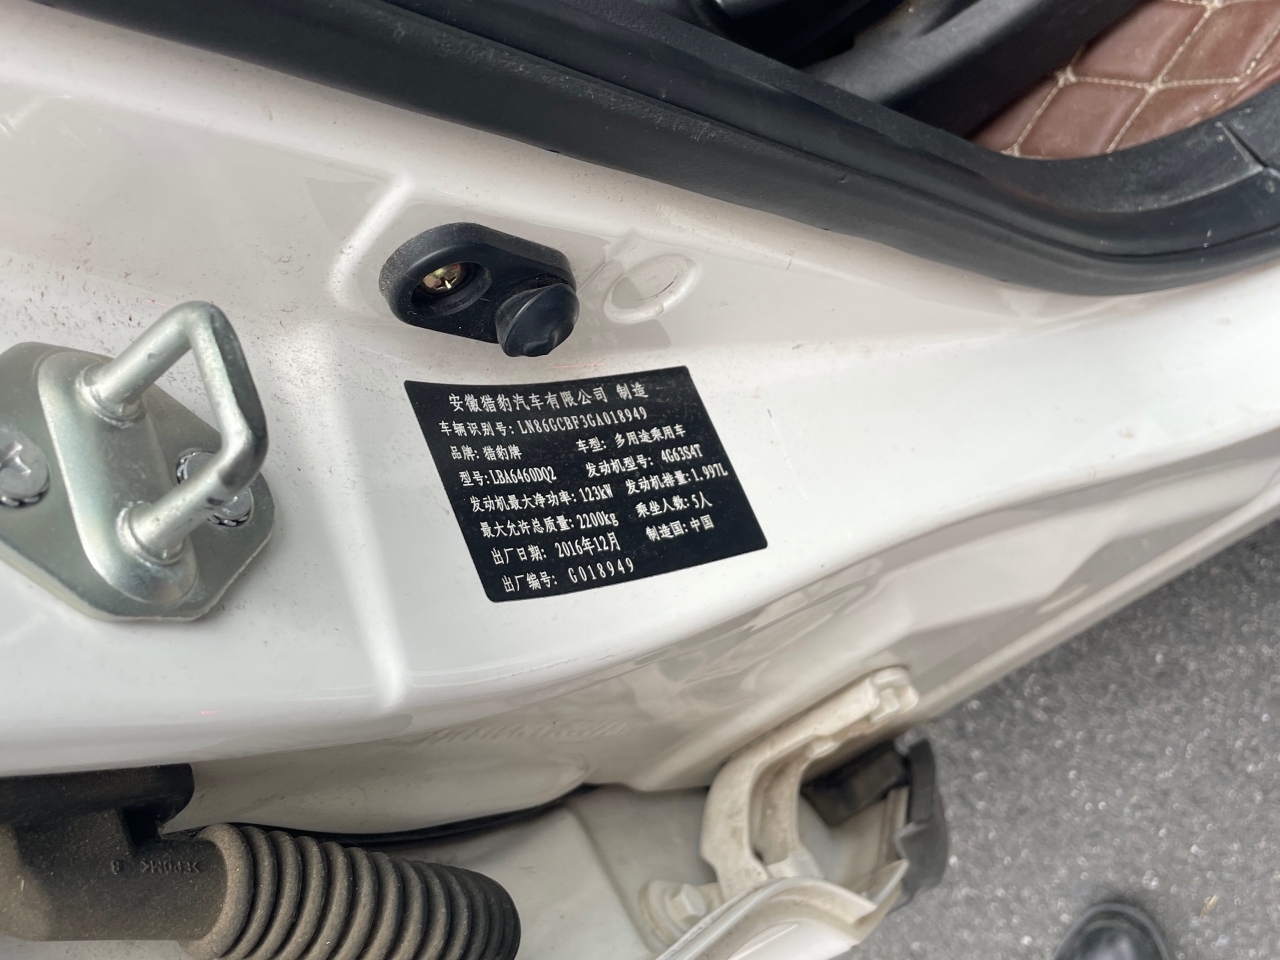 安徽猎豹汽车有限公司 制造
车辆识别号: LN86GCBF3GA018949
品牌: 猎豹牌 车型: 多用途乘用车
型号: LBA6460DQ2 发动机型号: 4G63S4T
发动机最大净功率: 123kW 发动机排量: 1.997L
最大允许总质量: 2200kg 乘坐人数: 5人
出厂日期: 2016年12月 制造国: 中国
出厂编号: G018949
>EPDM< 8